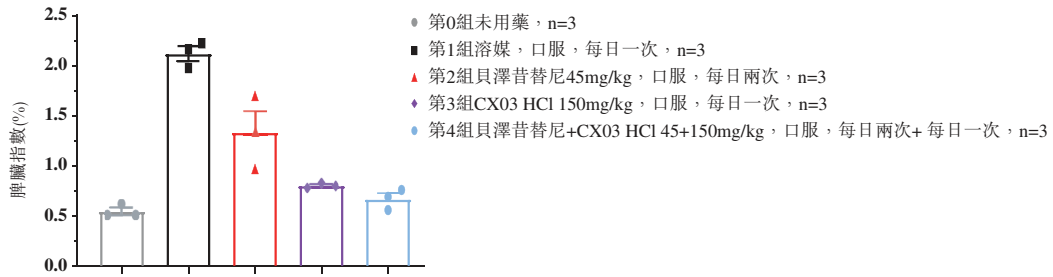 脾臟指數(%)
2.5
2.0
1.5
1.0
0.5
0.0
第0組未用藥，n=3
第1組溶媒，口服，每日一次，n=3
第2組貝澤昔替尼45mg/kg，口服，每日兩次，n=3
第3組CX03 HCl 150mg/kg，口服，每日一次，n=3
第4組貝澤昔替尼+CX03 HCl 45+150mg/kg，口服，每日兩次+ 每日一次，n=3